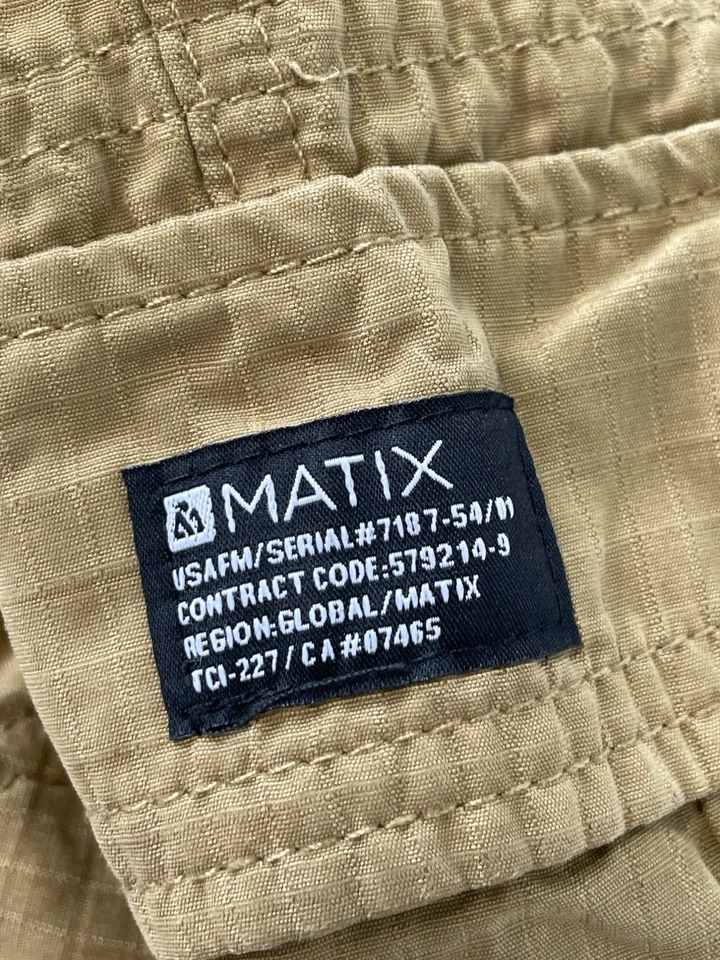 MATIX
USAFM/SERIAL#7187-54/01
CONTRACT CODE:579214-9
REGION:GLOBAL/MATIX
TCI-227/CA#07465